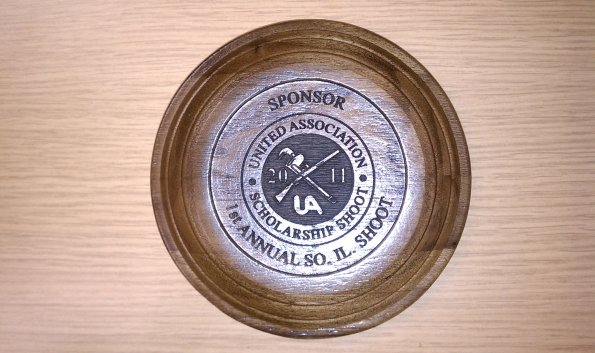 SPONSOR
UNITED ASSOCIATION
20 11
UA
SCHOLARSHIP SHOOT
1st ANNUAL SO. IL. SHOOT